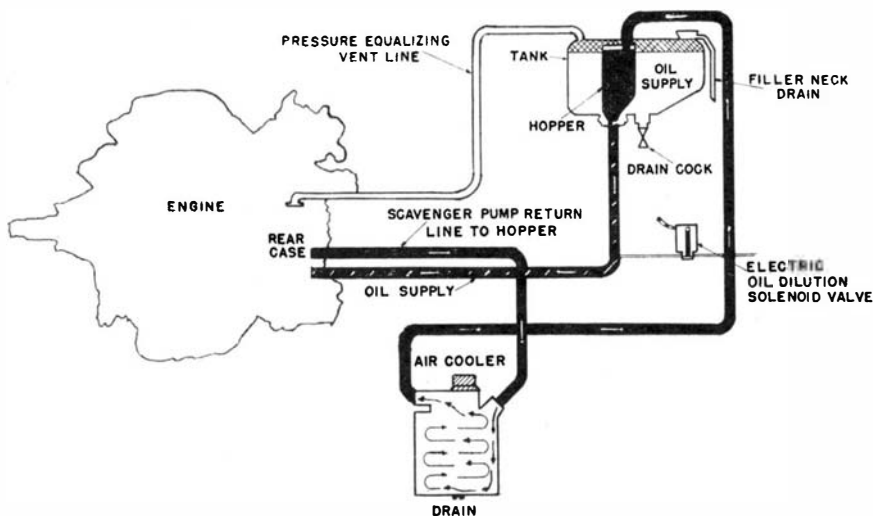 PRESSURE EQUALIZING
VENT LINE
TANK
OIL
SUPPLY
HOPPER
FILLER NECK
DRAIN
DRAIN COCK
ENGINE
SCAVENGER PUMP RETURN
LINE TO HOPPER
REAR
CASE
OIL SUPPLY
ELECTRIC
OIL DILUTION
SOLENOID VALVE
AIR COOLER
DRAIN